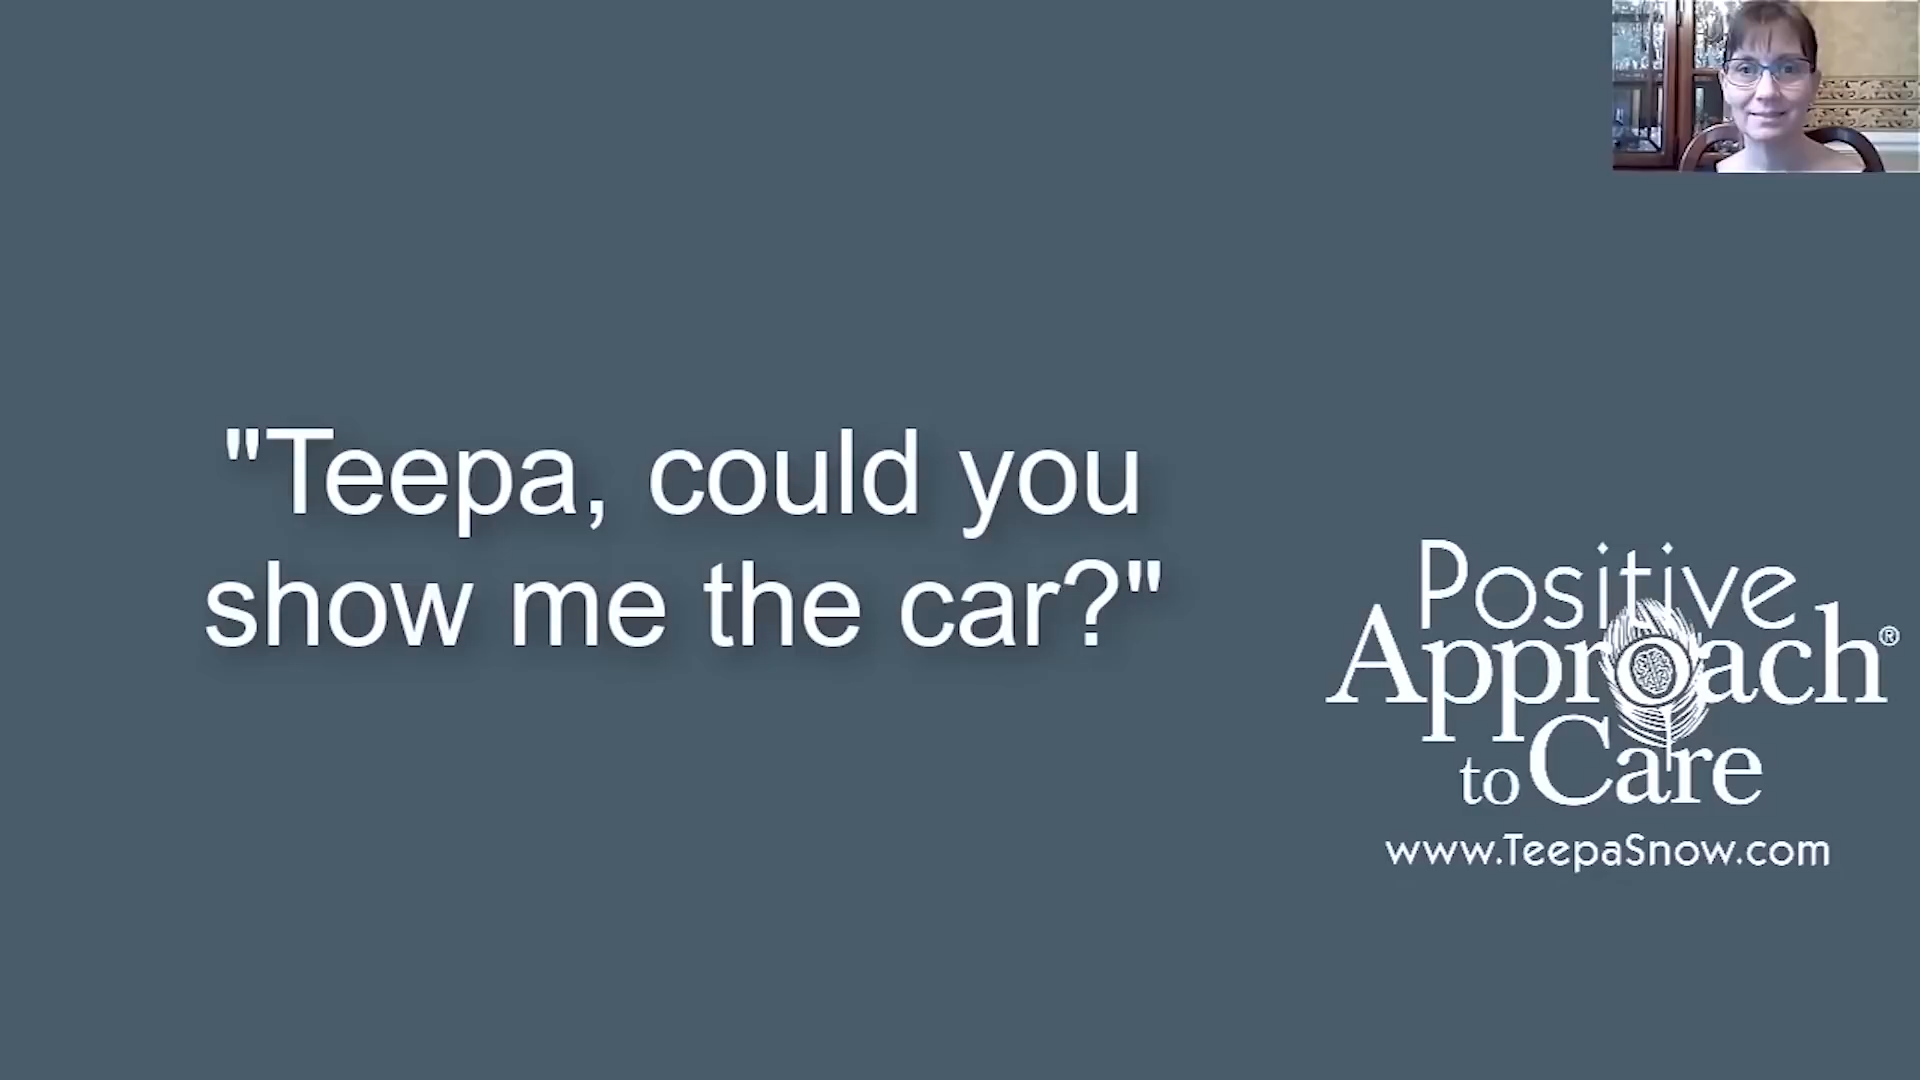 "Teepa, could you
show me the car?"
Positive
Approach®
to Care
www.TeepaSnow.com